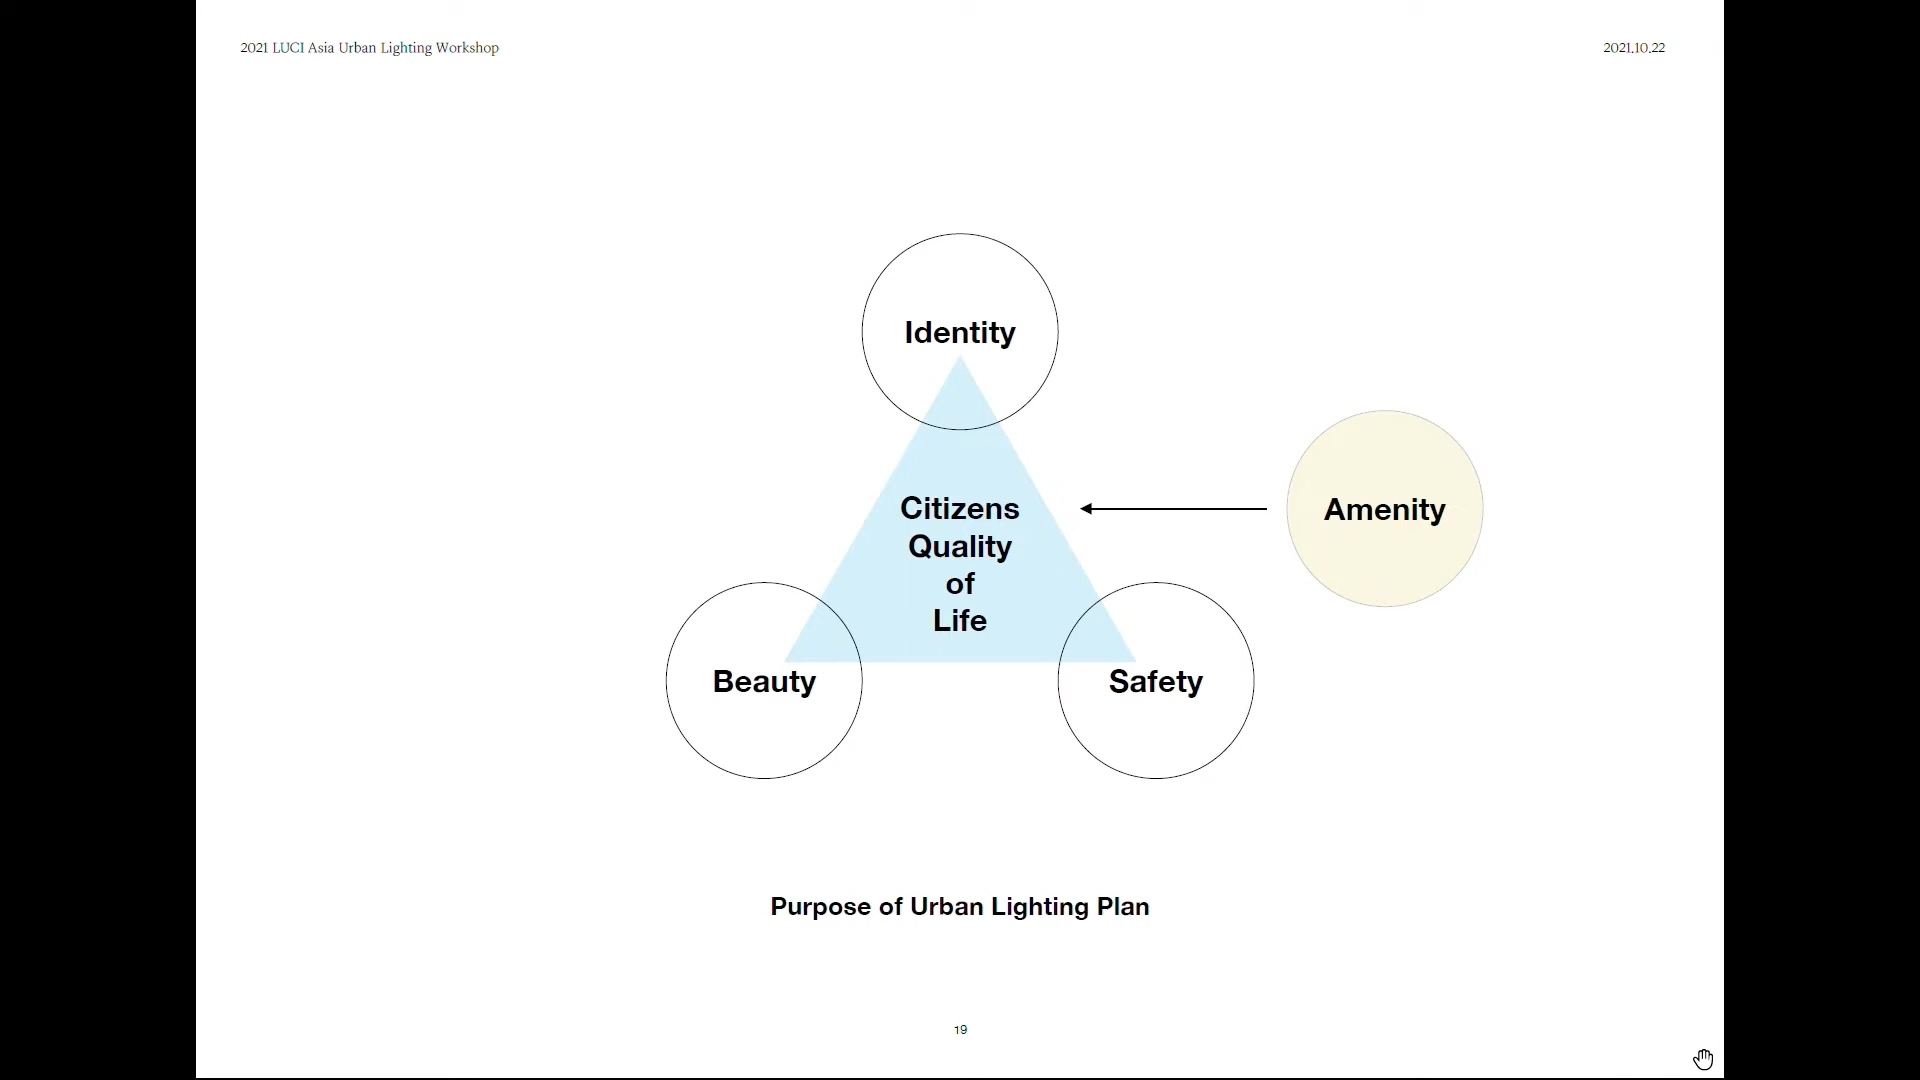 2021 LUCI Asia Urban Lighting Workshop
2021.10.22
Identity
Citizens
Quality
of
Life
Amenity
Beauty
Safety
Purpose of Urban Lighting Plan
19